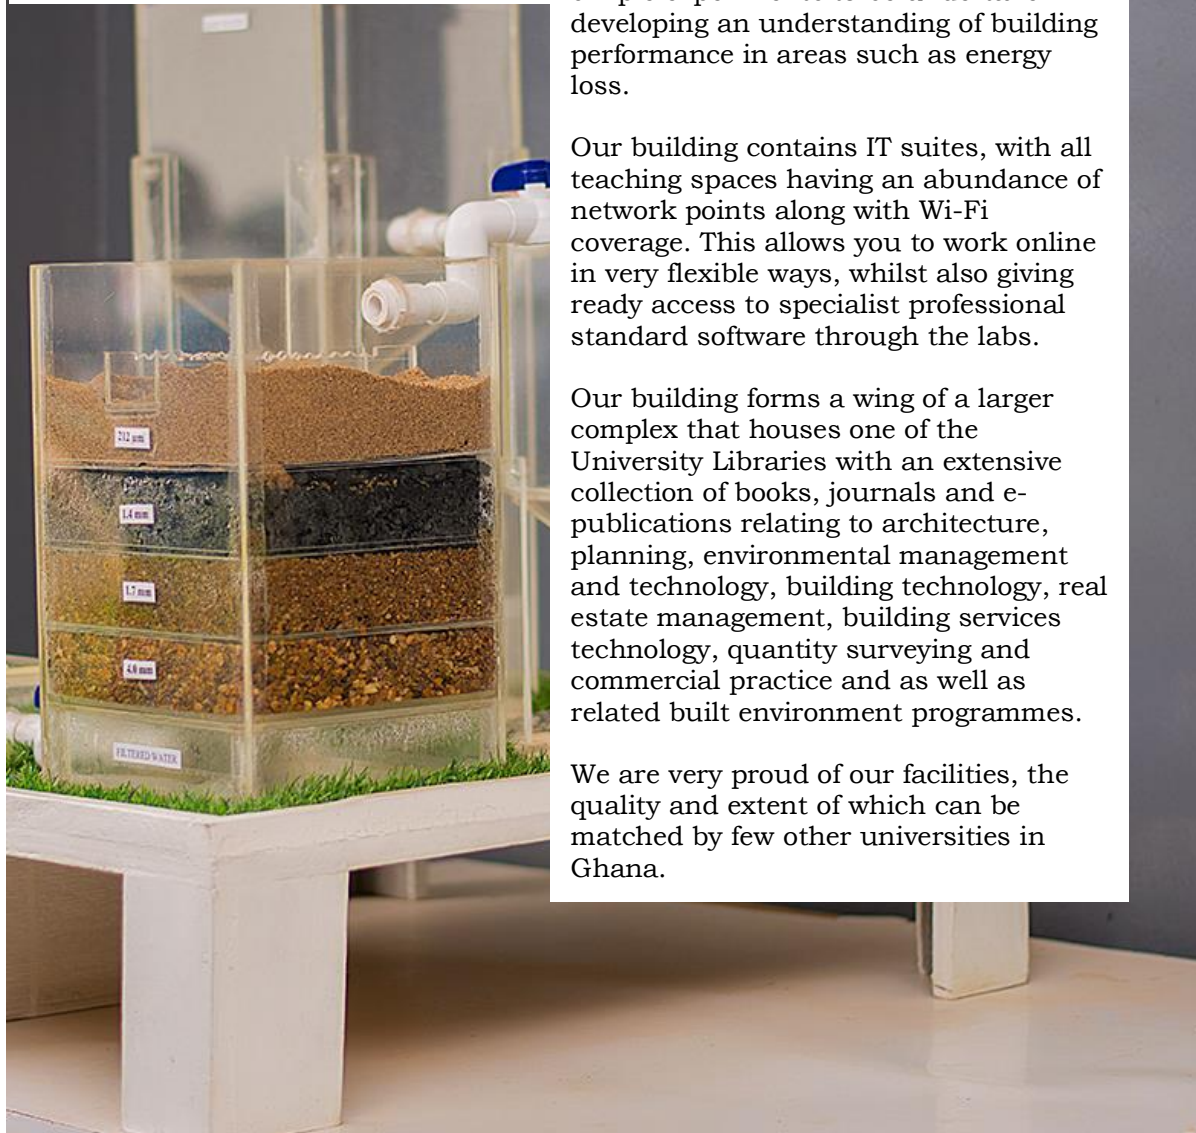 developing an understanding of building
performance in areas such as energy
loss.
Our building contains IT suites, with all
teaching spaces having an abundance of
network points along with Wi-Fi
coverage. This allows you to work online
in very flexible ways, whilst also giving
ready access to specialist professional
standard software through the labs.
Our building forms a wing of a larger
complex that houses one of the
University Libraries with an extensive
collection of books, journals and e-
publications relating to architecture,
planning, environmental management
and technology, building technology, real
estate management, building services
technology, quantity surveying and
commercial practice and as well as
related built environment programmes.
We are very proud of our facilities, the
quality and extent of which can be
matched by few other universities in
Ghana.
212 µm
1.4 mm
1.7 mm
4.0 mm
FILTERED WATER